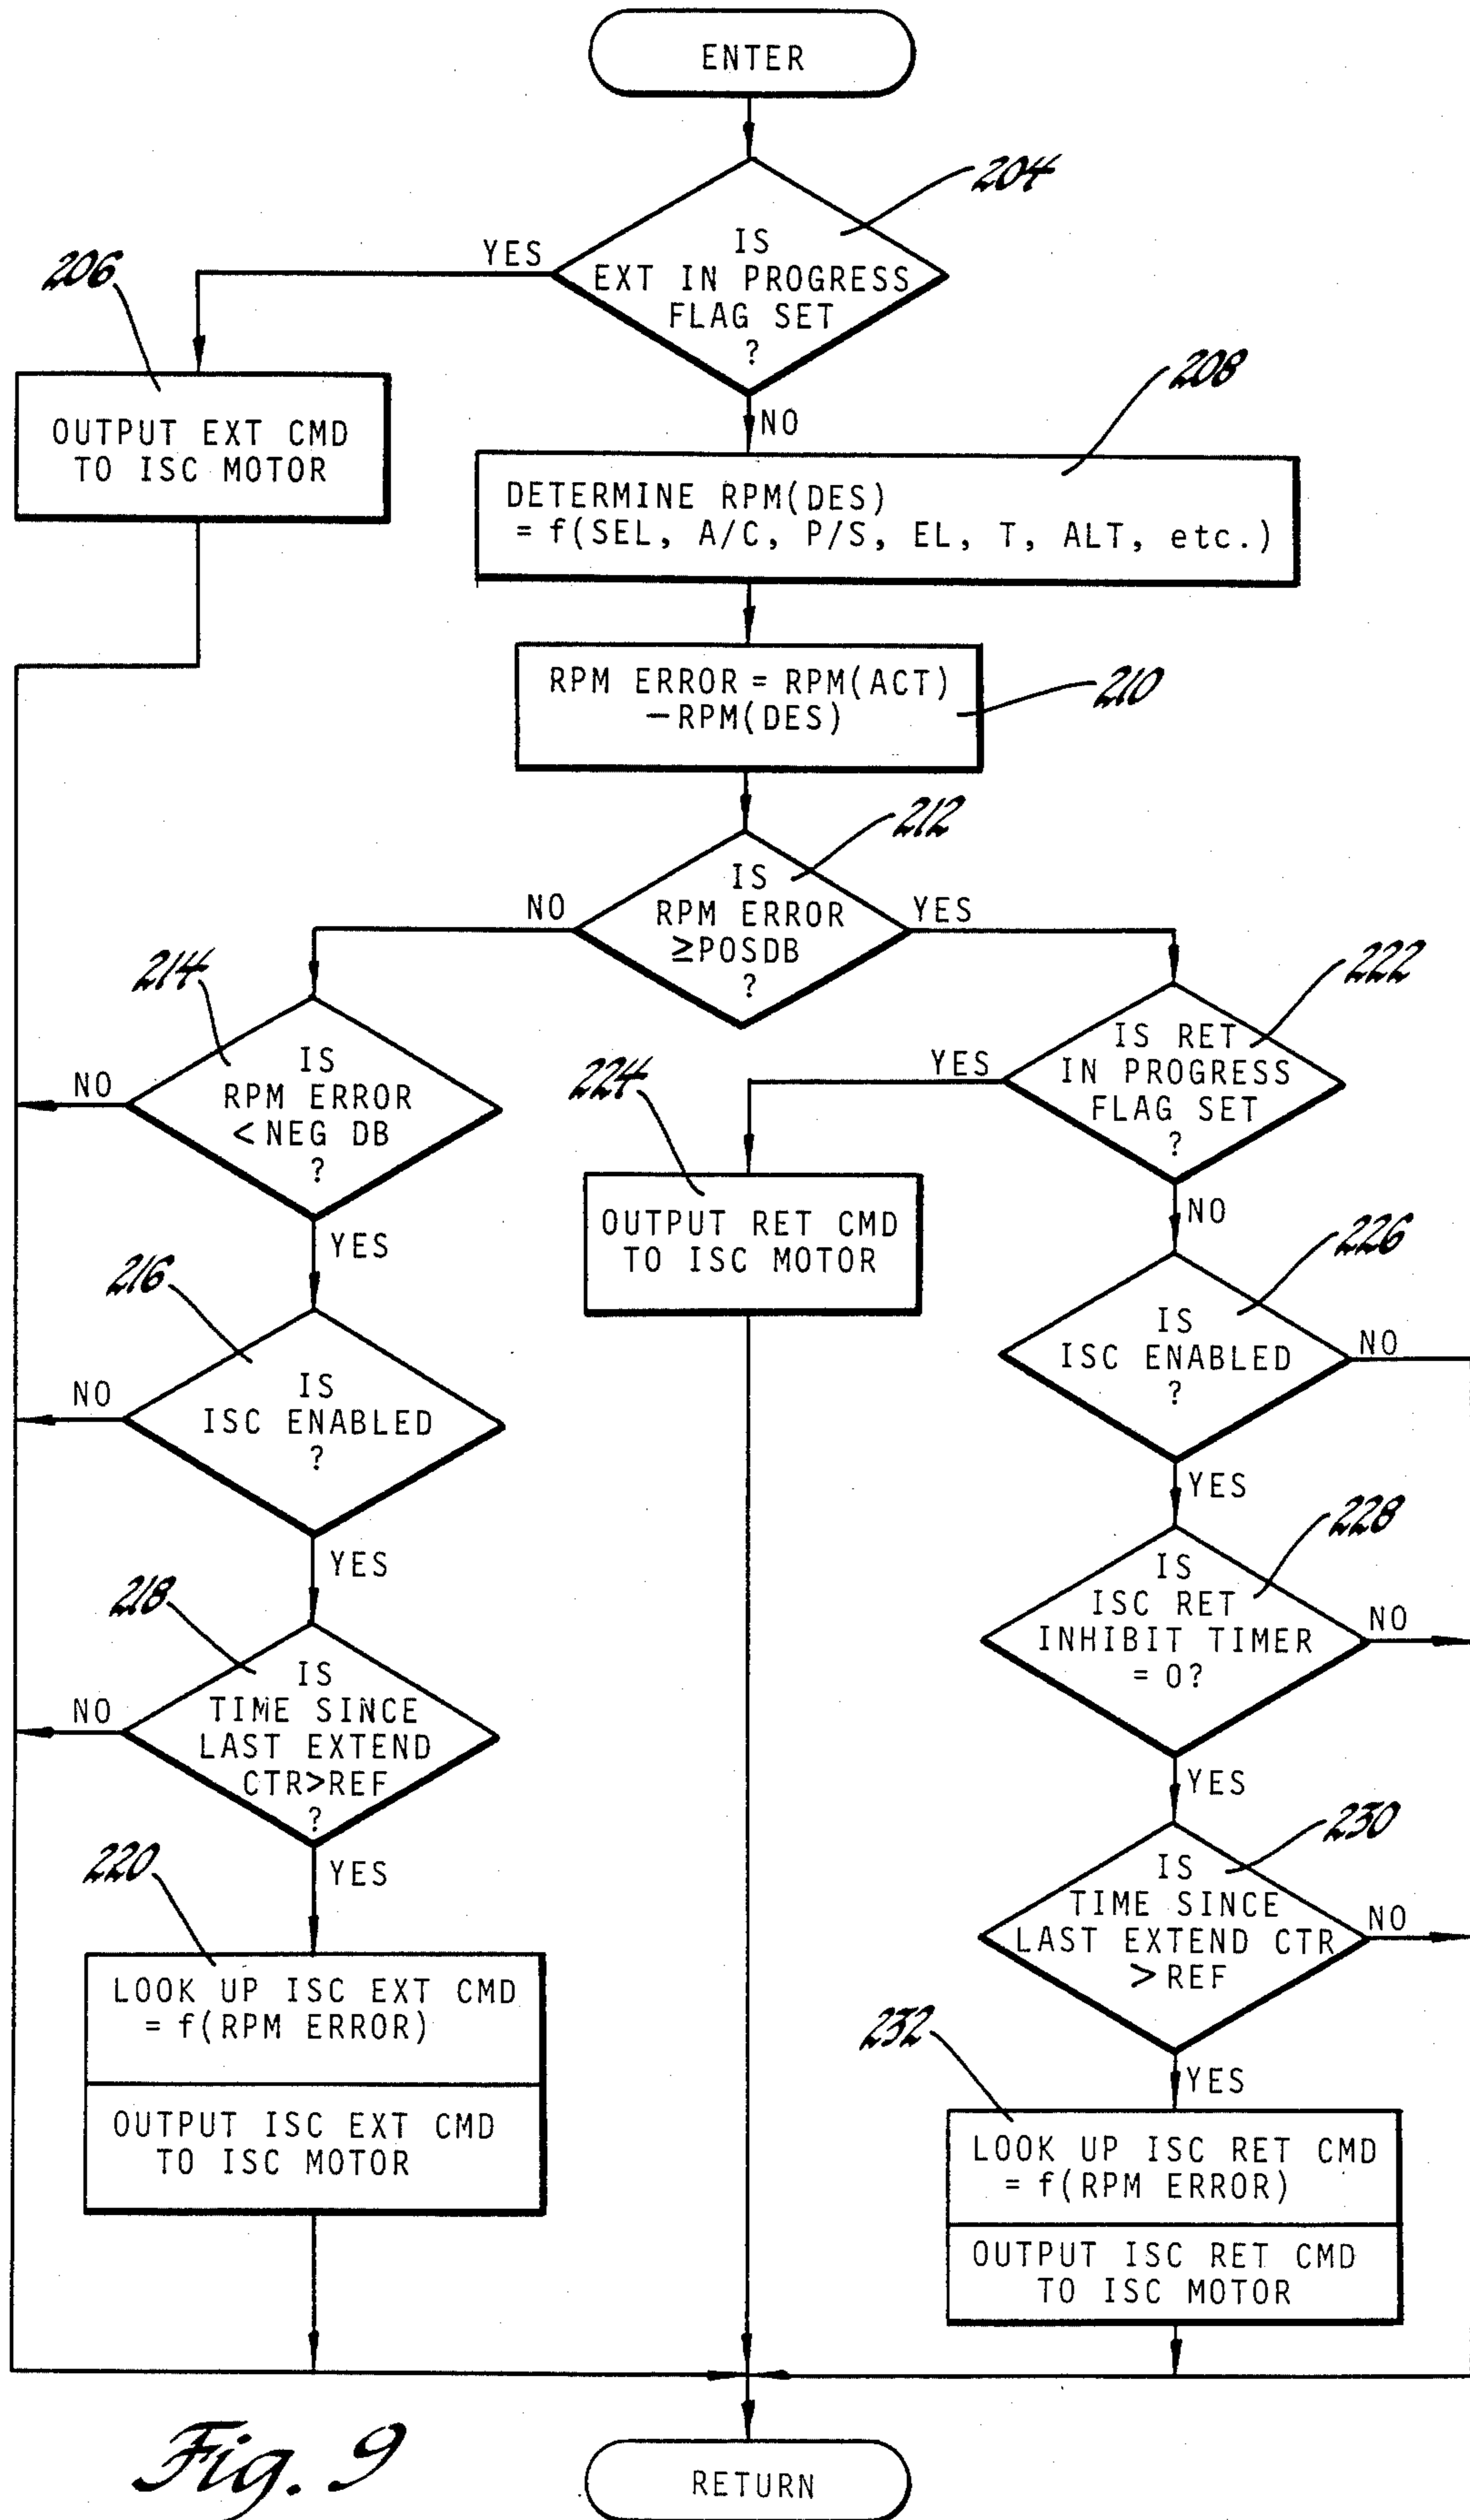 ENTER
204
IS
EXT IN PROGRESS
FLAG SET
?
YES
206
OUTPUT EXT CMD
TO ISC MOTOR
NO
208
DETERMINE RPM(DES)
= f(SEL, A/C, P/S, EL, T, ALT, etc.)
RPM ERROR = RPM(ACT)
—RPM(DES)
210
212
IS
RPM ERROR
≥POSDB
?
NO
YES
214
IS
RPM ERROR
< NEG DB
?
NO
YES
222
IS RET
IN PROGRESS
FLAG SET
?
YES
224
OUTPUT RET CMD
TO ISC MOTOR
NO
216
IS
ISC ENABLED
?
NO
YES
226
IS
ISC ENABLED
?
NO
YES
218
IS
TIME SINCE
LAST EXTEND
CTR>REF
?
NO
YES
228
IS
ISC RET
INHIBIT TIMER
= 0?
NO
YES
220
LOOK UP ISC EXT CMD
= f(RPM ERROR)
OUTPUT ISC EXT CMD
TO ISC MOTOR
230
IS
TIME SINCE
LAST EXTEND CTR
>REF
NO
YES
232
LOOK UP ISC RET CMD
= f(RPM ERROR)
OUTPUT ISC RET CMD
TO ISC MOTOR
RETURN
Fig. 9